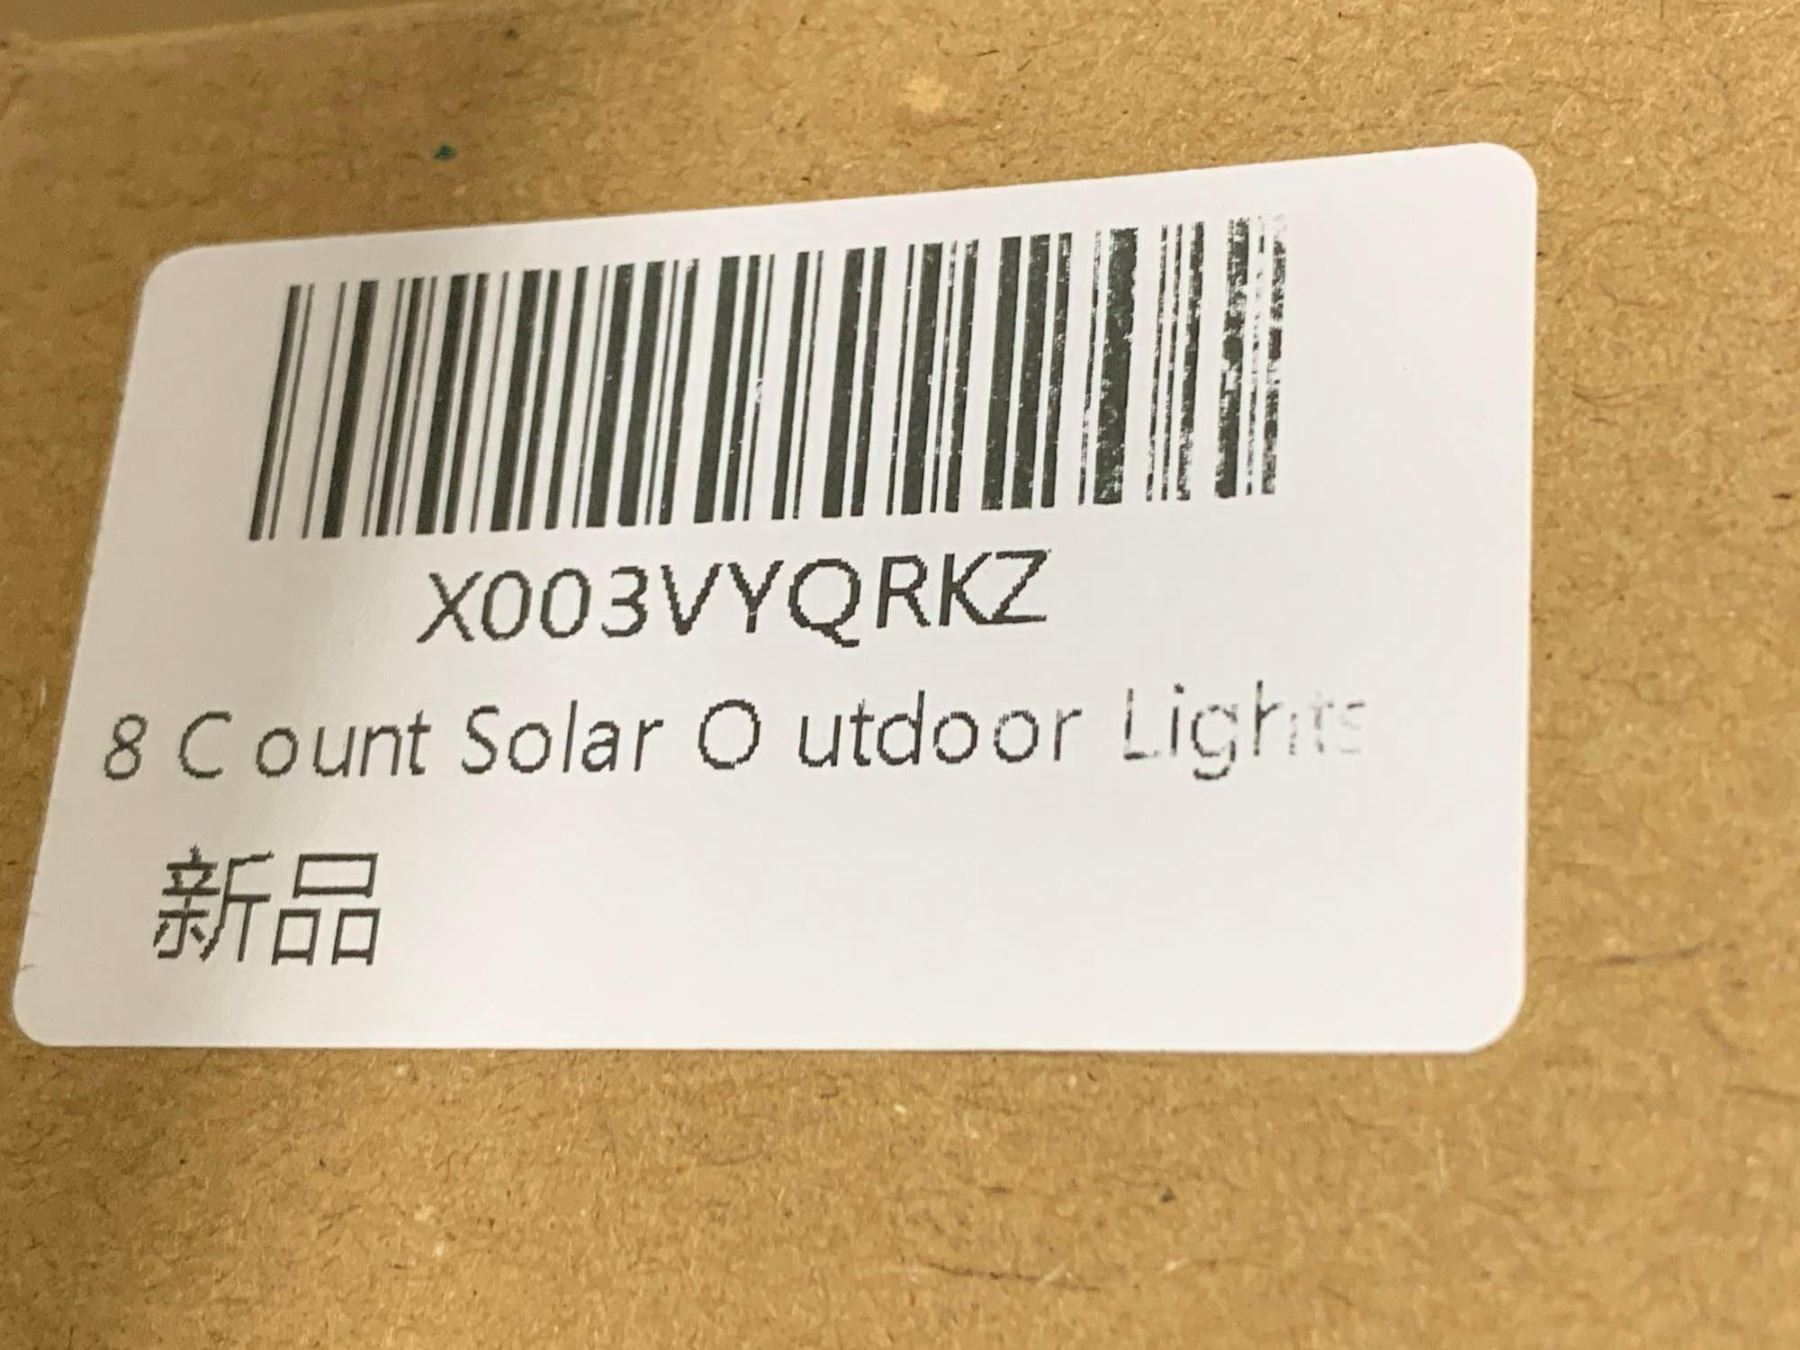 X003VYQRKZ
8 C ount Solar O utdoor Lights
新品